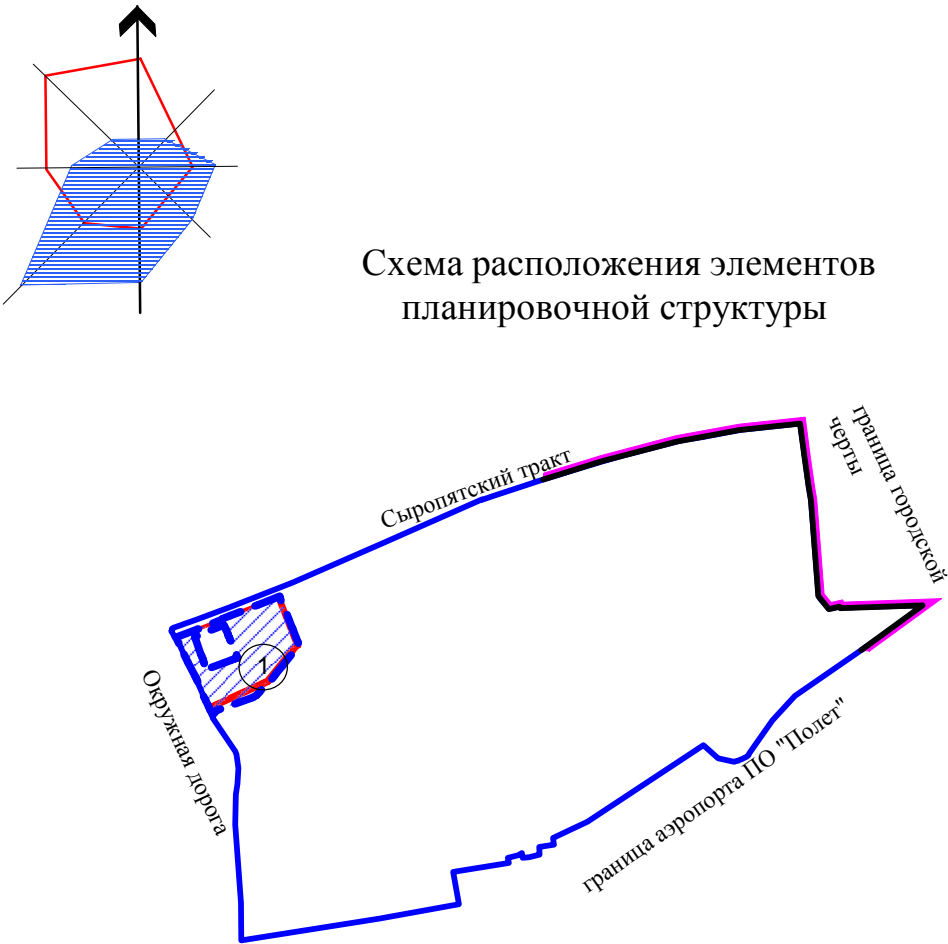 Схема расположения элементов
планировочной структуры
граница городской
черты
Сыропятский тракт
1
Окружная дорога
граница аэропорта ПО "Полет"